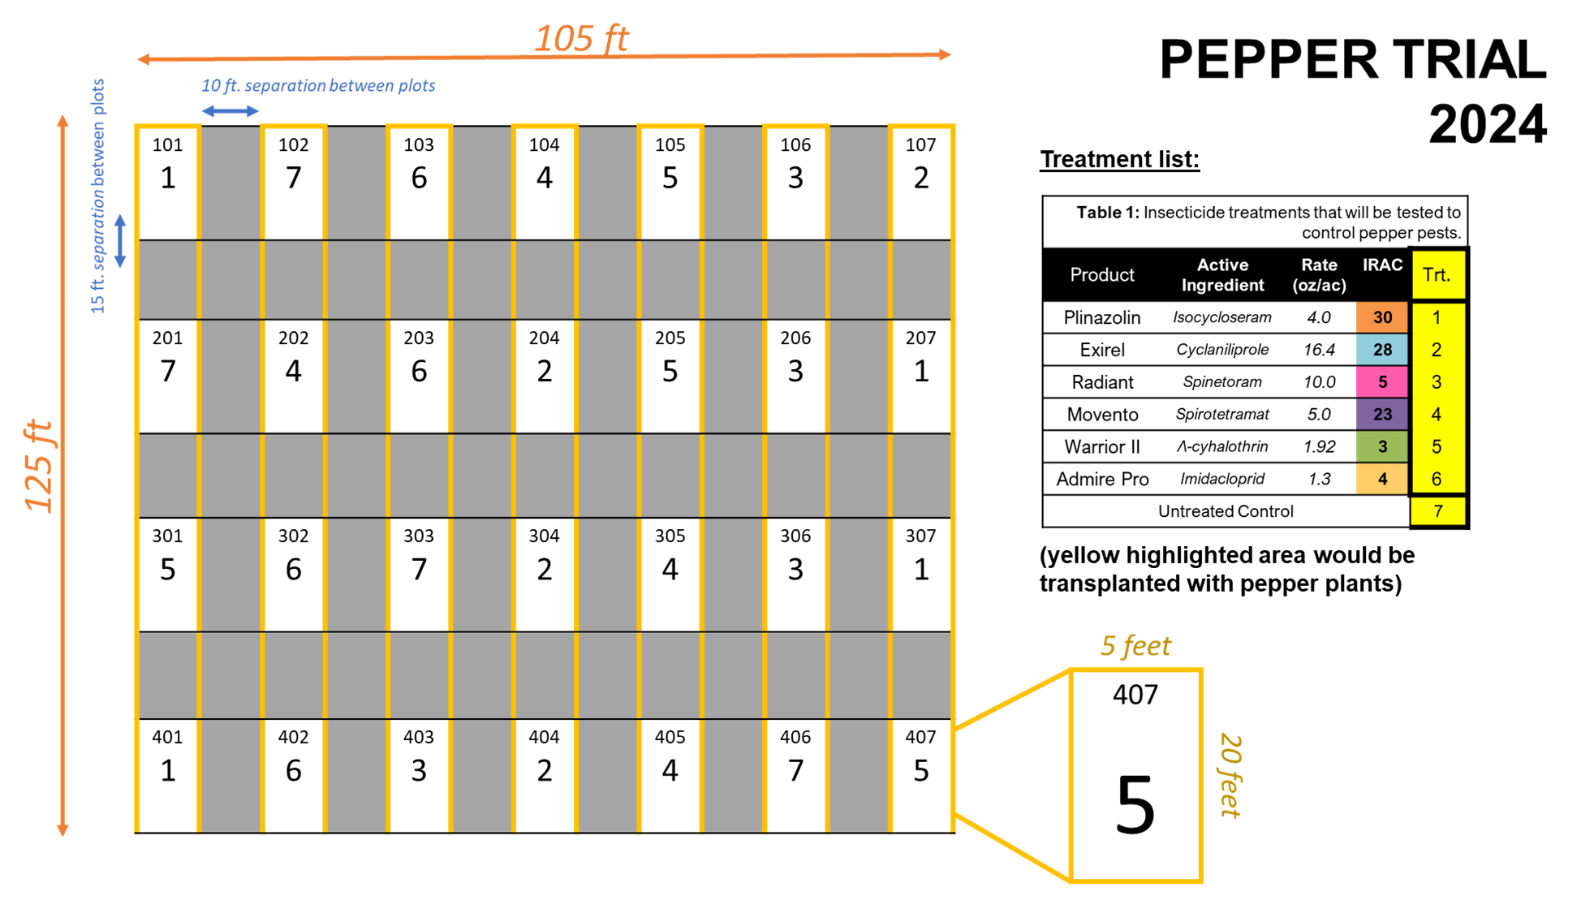 105 ft
PEPPER TRIAL
2024
10 ft. separation between plots
15 ft. separation between plots
125 ft
101 102 103 104 105 106 107
1 7 6 4 5 3 2
201 202 203 204 205 206 207
7 4 6 2 5 3 1
301 302 303 304 305 306 307
5 6 7 2 4 3 1
401 402 403 404 405 406 407
1 6 3 2 4 7 5
Treatment list:
Table 1: Insecticide treatments that will be tested to
control pepper pests.
Product Active Ingredient Rate (oz/ac) IRAC Trt.
Plinazolin Isocycloseram 4.0 30 1
Exirel Cyclaniliprole 16.4 28 2
Radiant Spinetoram 10.0 5 3
Movento Spirotetramat 5.0 23 4
Warrior II Λ-cyhalothrin 1.92 3 5
Admire Pro Imidacloprid 1.3 4 6
Untreated Control 7
(yellow highlighted area would be
transplanted with pepper plants)
5 feet
407
5
20 feet